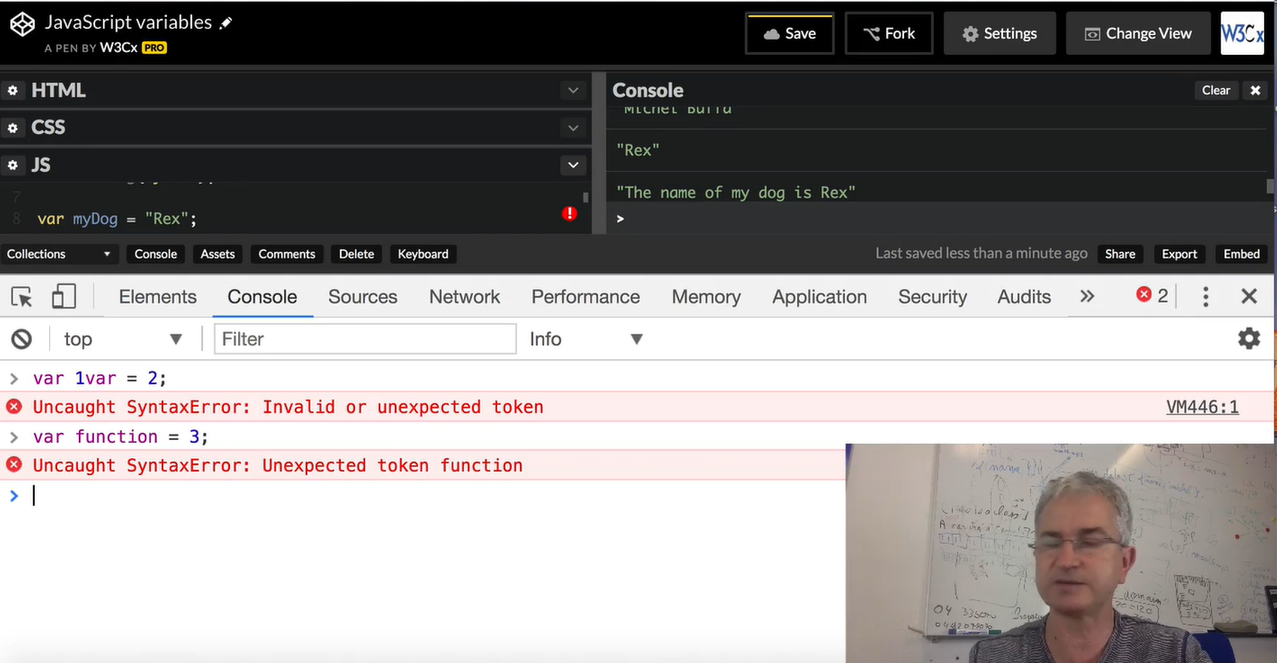 JavaScript variables
A PEN BY W3Cx PRO
Save
Fork
Settings
Change View
W3Cx
HTML
CSS
JS
7
8 var myDog = "Rex";
Console
Clear
Michel Buffa
"Rex"
"The name of my dog is Rex"
>
Collections
Console
Assets
Comments
Delete
Keyboard
Last saved less than a minute ago
Share
Export
Embed
Elements
Console
Sources
Network
Performance
Memory
Application
Security
Audits
2
top
Filter
Info
> var 1var = 2;
Uncaught SyntaxError: Invalid or unexpected token
VM446:1
> var function = 3;
Uncaught SyntaxError: Unexpected token function
>